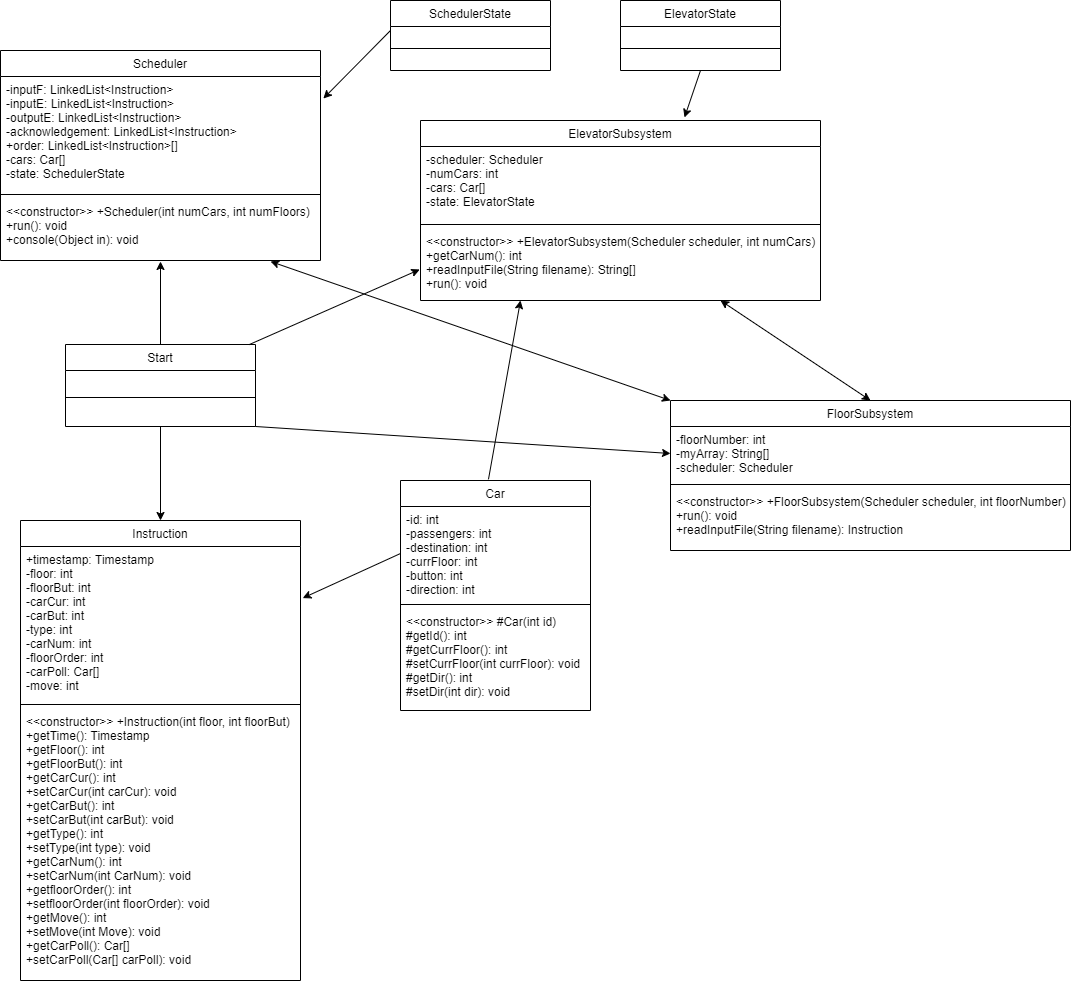 SchedulerState
ElevatorState
Scheduler
-inputF: LinkedList<Instruction>
-inputE: LinkedList<Instruction>
-outputE: LinkedList<Instruction>
-acknowledgement: LinkedList<Instruction>
+order: LinkedList<Instruction>[]
-cars: Car[]
-state: SchedulerState
<<constructor>> +Scheduler(int numCars, int numFloors)
+run(): void
+console(Object in): void
ElevatorSubsystem
-scheduler: Scheduler
-numCars: int
-cars: Car[]
-state: ElevatorState
<<constructor>> +ElevatorSubsystem(Scheduler scheduler, int numCars)
+getCarNum(): int
+readInputFile(String filename): String[]
+run(): void
Start
FloorSubsystem
-floorNumber: int
-myArray: String[]
-scheduler: Scheduler
<<constructor>> +FloorSubsystem(Scheduler scheduler, int floorNumber)
+run(): void
+readInputFile(String filename): Instruction
Car
-id: int
-passengers: int
-destination: int
-currFloor: int
-button: int
-direction: int
<<constructor>> #Car(int id)
#getId(): int
#getCurrFloor(): int
#setCurrFloor(int currFloor): void
#getDir(): int
#setDir(int dir): void
Instruction
+timestamp: Timestamp
-floor: int
-floorBut: int
-carCur: int
-carBut: int
-type: int
-carNum: int
-floorOrder: int
-carPoll: Car[]
-move: int
<<constructor>> +Instruction(int floor, int floorBut)
+getTime(): Timestamp
+getFloor(): int
+getFloorBut(): int
+getCarCur(): int
+setCarCur(int carCur): void
+getCarBut(): int
+setCarBut(int carBut): void
+getType(): int
+setType(int type): void
+getCarNum(): int
+setCarNum(int CarNum): void
+getfloorOrder(): int
+setfloorOrder(int floorOrder): void
+getMove(): int
+setMove(int Move): void
+getCarPoll(): Car[]
+setCarPoll(Car[] carPoll): void